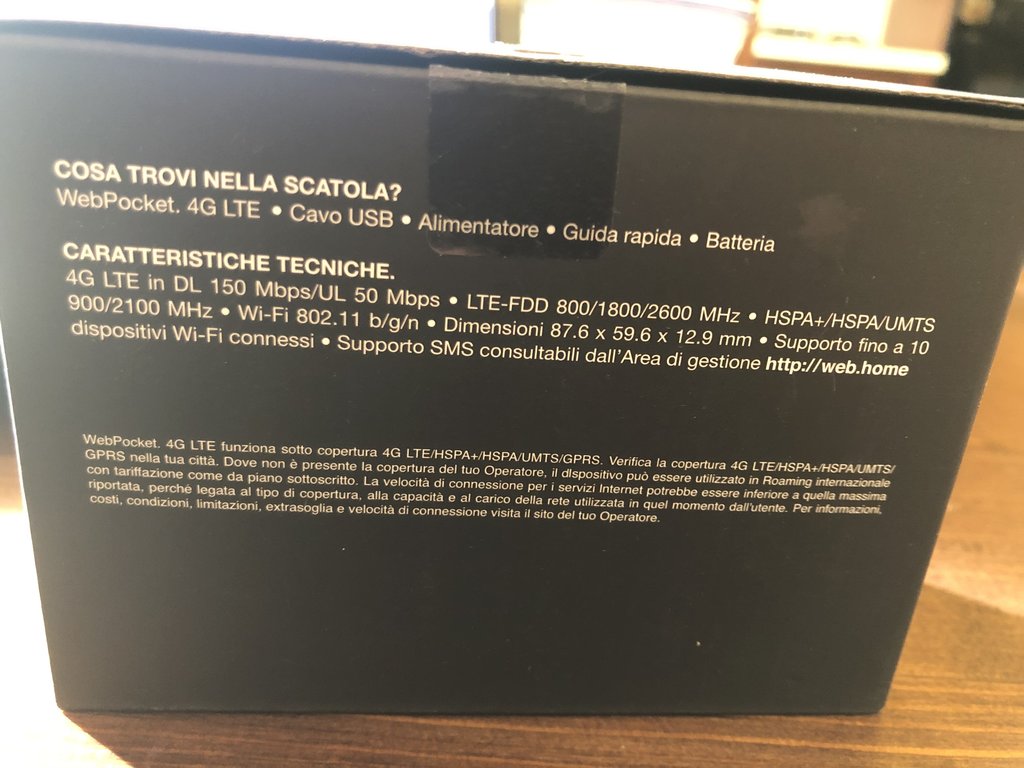 COSA TROVI NELLA SCATOLA?
WebPocket. 4G LTE • Cavo USB • Alimentatore • Guida rapida • Batteria
CARATTERISTICHE TECNICHE.
4G LTE in DL 150 Mbps/UL 50 Mbps • LTE-FDD 800/1800/2600 MHz • HSPA+/HSPA/UMTS
900/2100 MHz • Wi-Fi 802.11 b/g/n • Dimensioni 87.6 x 59.6 x 12.9 mm • Supporto fino a 10
dispositivi Wi-Fi connessi • Supporto SMS consultabili dall'Area di gestione http://web.home
WebPocket. 4G LTE funziona sotto copertura 4G LTE/HSPA+/HSPA/UMTS/GPRS. Verifica la copertura 4G LTE/HSPA+/HSPA/UMTS/
GPRS nella tua città. Dove non è presente la copertura del tuo Operatore, il dIspositivo può essere utilizzato in Roaming internazionale
con tariffazione come da piano sottoscritto. La velocità di connessione per i servizi Internet potrebbe essere inferiore a quella massima
riportata, perchè legata al tipo di copertura, alla capacità e al carico della rete utilizzata in quel momento dall'utente. Per informazioni,
costi, condizioni, limitazioni, extrasoglia e velocità di connessione visita il sito del tuo Operatore.